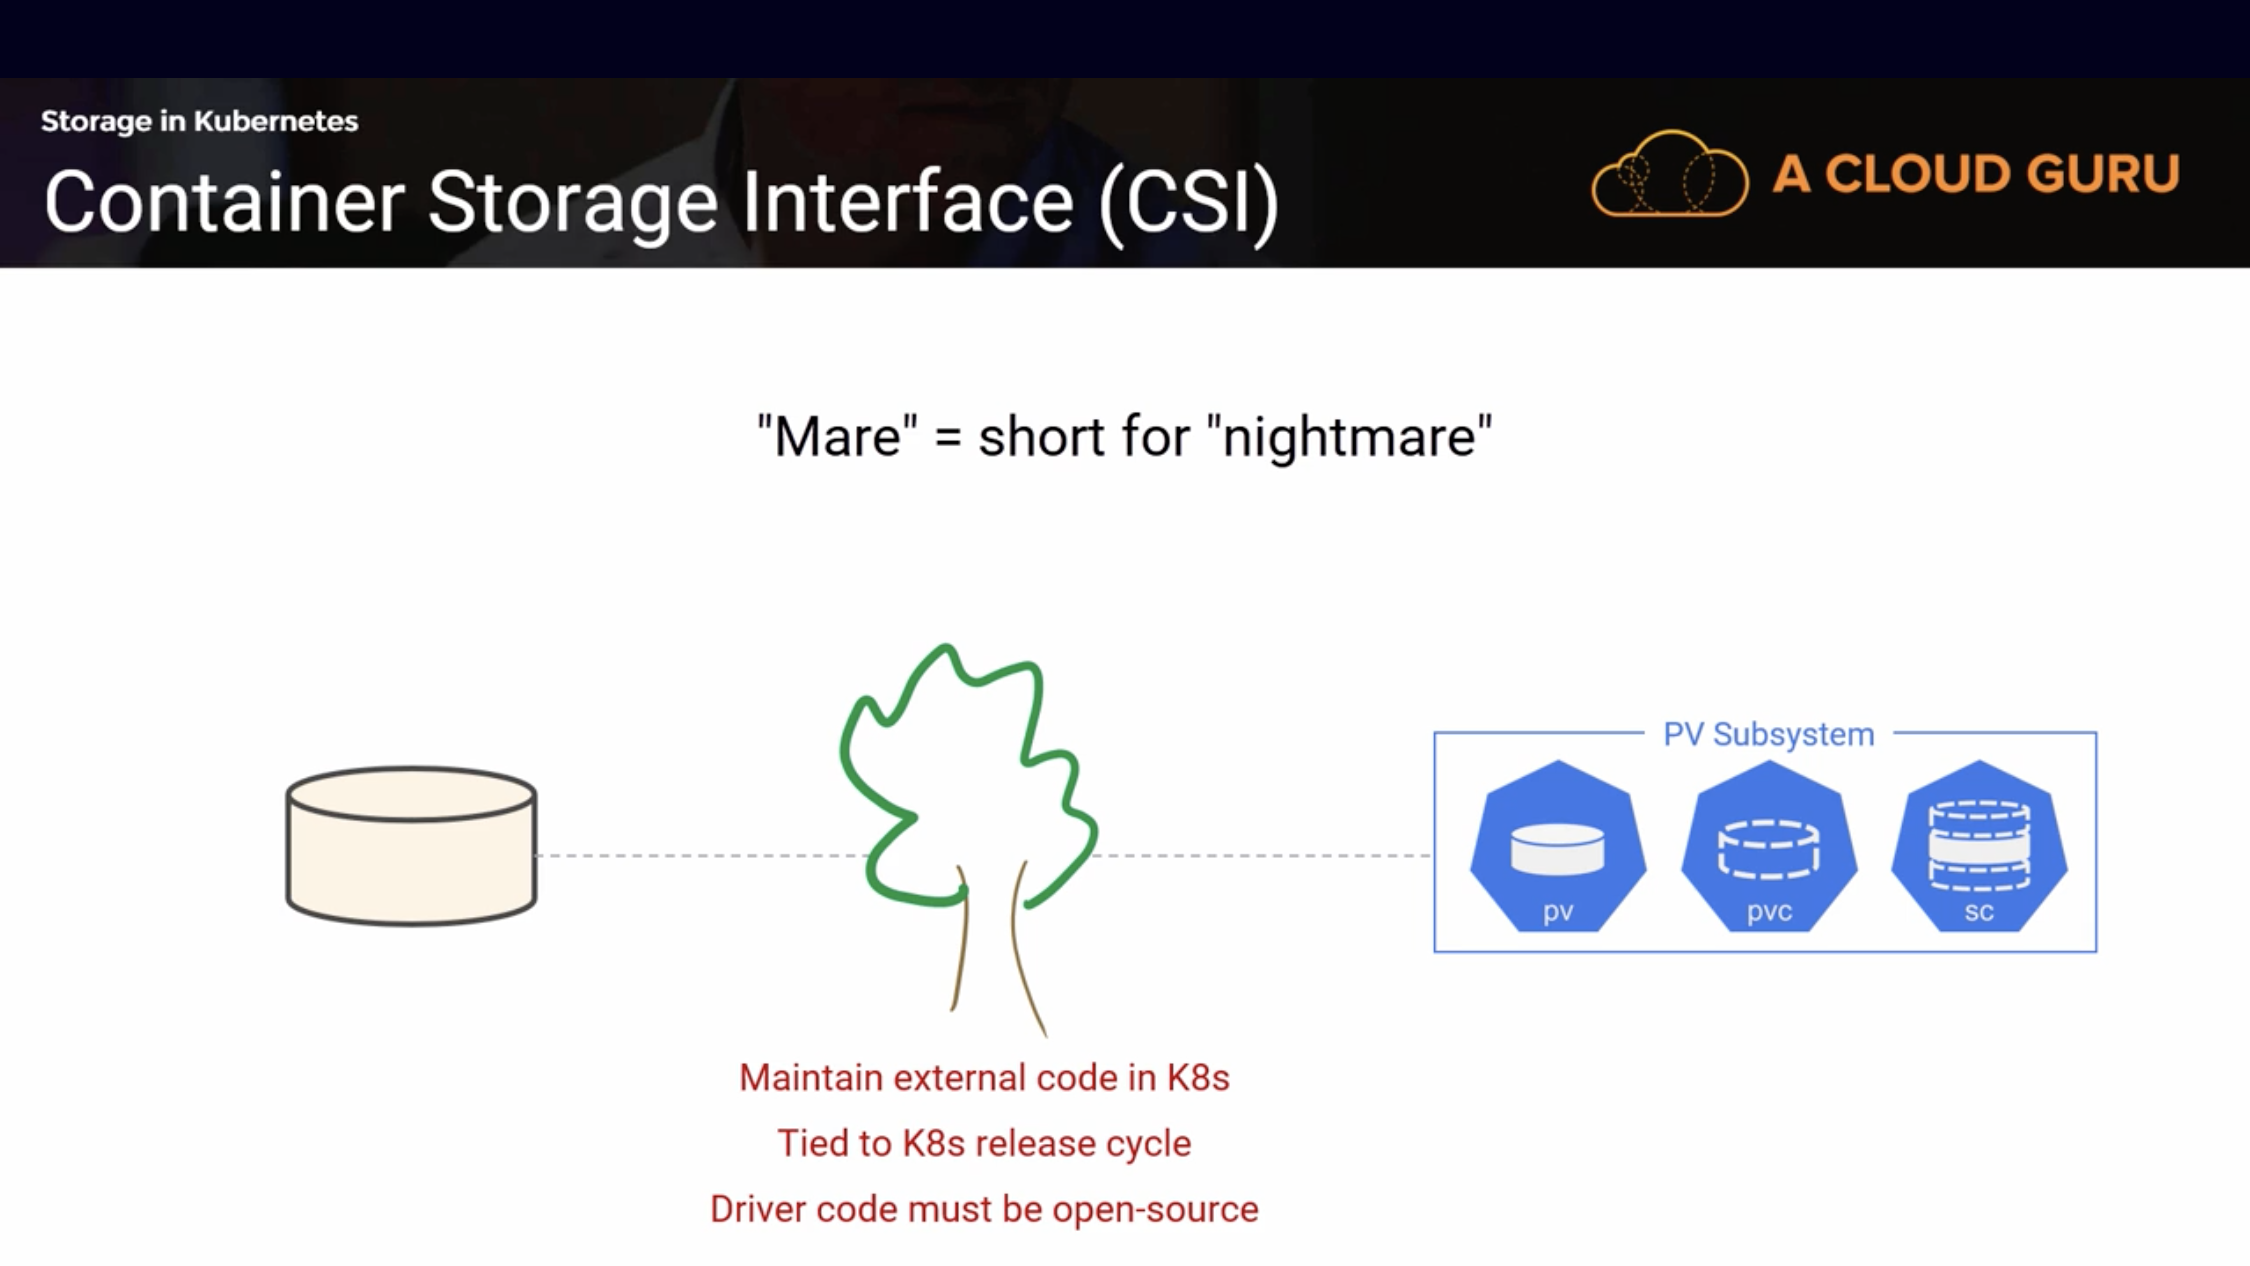 Storage in Kubernetes
Container Storage Interface (CSI)
A CLOUD GURU
"Mare" = short for "nightmare"
PV Subsystem
pv
pvc
sc
Maintain external code in K8s
Tied to K8s release cycle
Driver code must be open-source